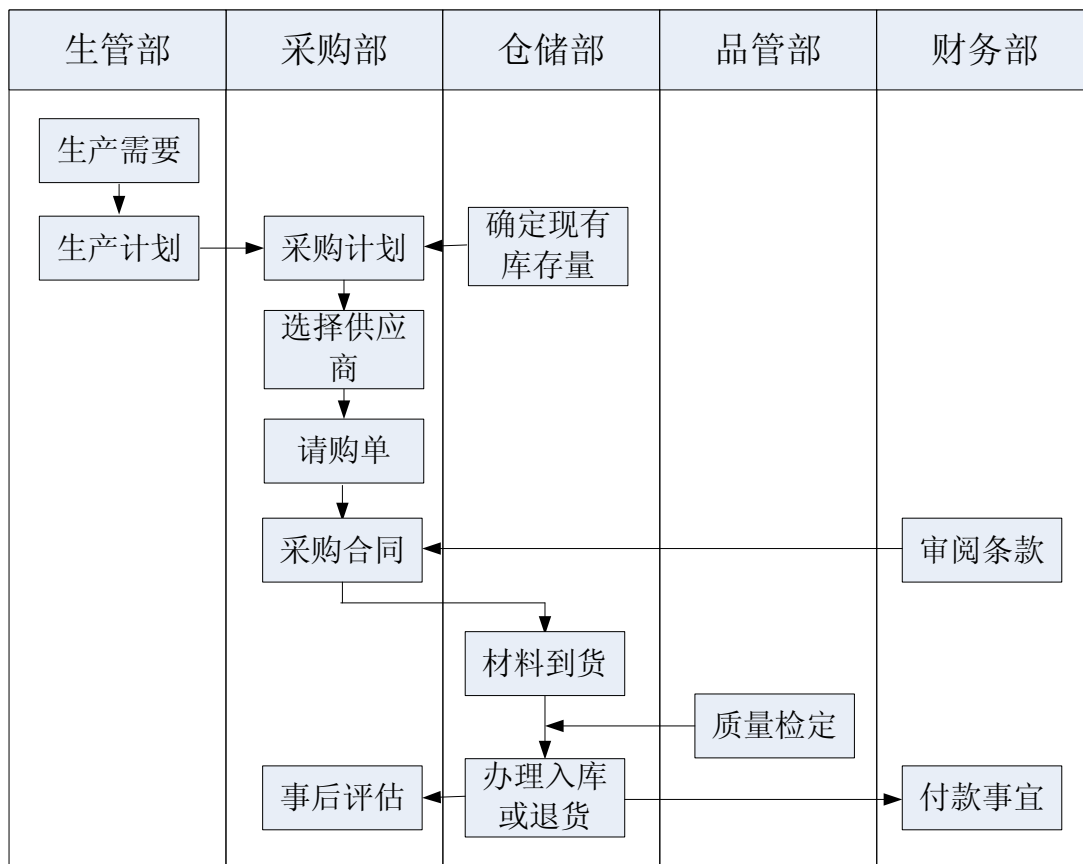 生管部
采购部
仓储部
品管部
财务部
生产需要
生产计划
采购计划
确定现有
库存量
选择供应
商
请购单
采购合同
审阅条款
材料到货
质量检定
事后评估
办理入库
或退货
付款事宜